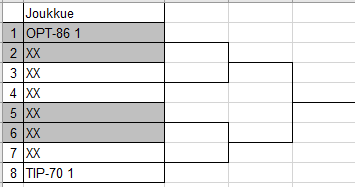 Joukkue
1 OPT-86 1
2 XX
3 XX
4 XX
5 XX
6 XX
7 XX
8 TIP-70 1